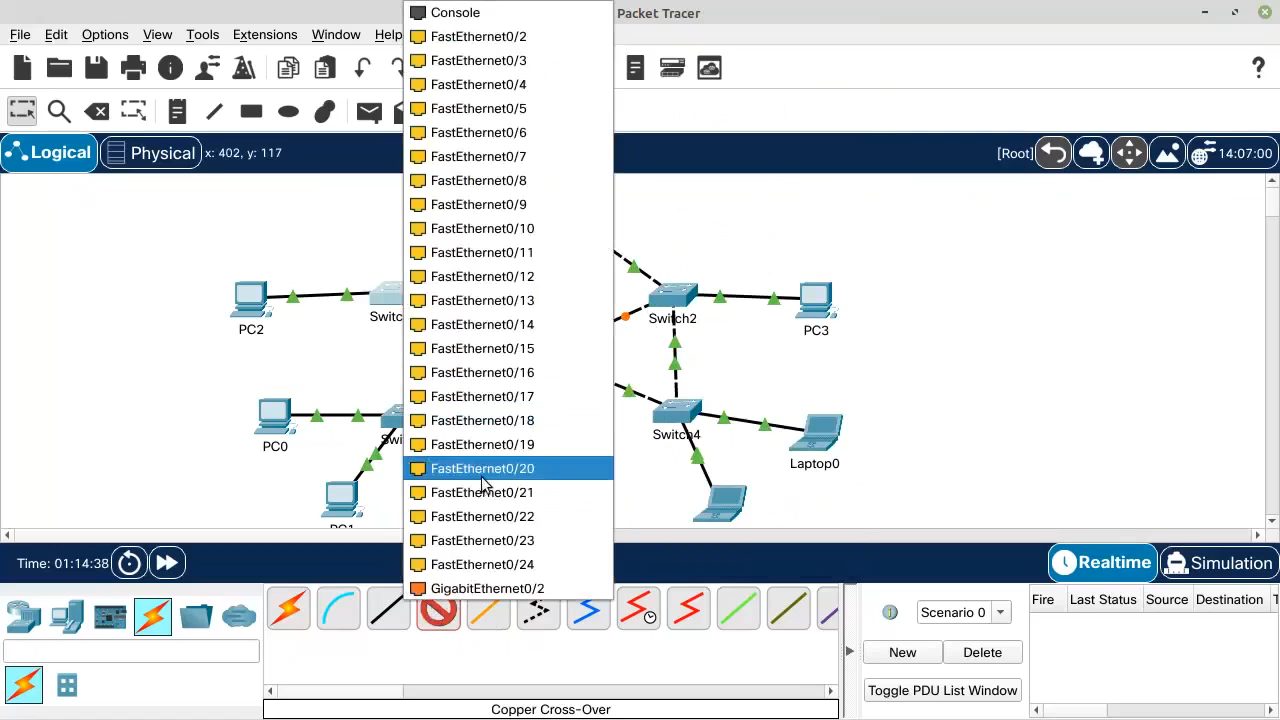 Packet Tracer
File Edit Options View Tools Extensions Window Help
Console
FastEthernet0/2
FastEthernet0/3
FastEthernet0/4
FastEthernet0/5
FastEthernet0/6
FastEthernet0/7
FastEthernet0/8
FastEthernet0/9
FastEthernet0/10
FastEthernet0/11
FastEthernet0/12
FastEthernet0/13
FastEthernet0/14
FastEthernet0/15
FastEthernet0/16
FastEthernet0/17
FastEthernet0/18
FastEthernet0/19
FastEthernet0/20
FastEthernet0/21
FastEthernet0/22
FastEthernet0/23
FastEthernet0/24
GigabitEthernet0/2
Logical Physical x: 402, y: 117 [Root] 14:07:00
PC2
Switc
Switch2
PC3
PC0
Swi
Switch4
Laptop0
PC1
Time: 01:14:38 Realtime Simulation
Scenario 0
Fire Last Status Source Destination T
New Delete
Toggle PDU List Window
Copper Cross-Over